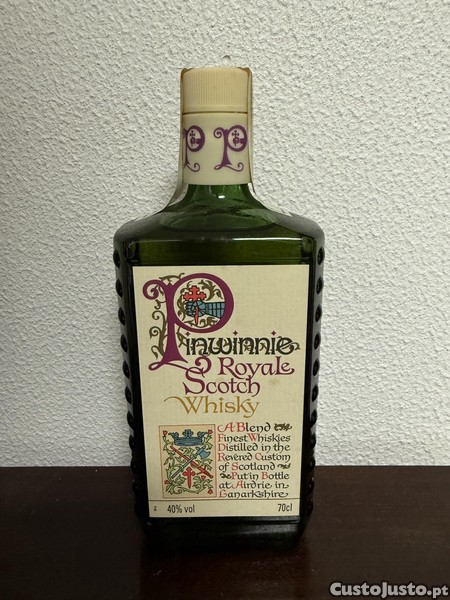 P P
Pinwinnie
Royale
Scotch
Whisky
A Blend
Finest Whiskies
Distilled in the
Revered Custom
of Scotland
Put in Bottle
at Airdrie in
Lanarkshire
40% vol
70cl
CustoJusto.pt